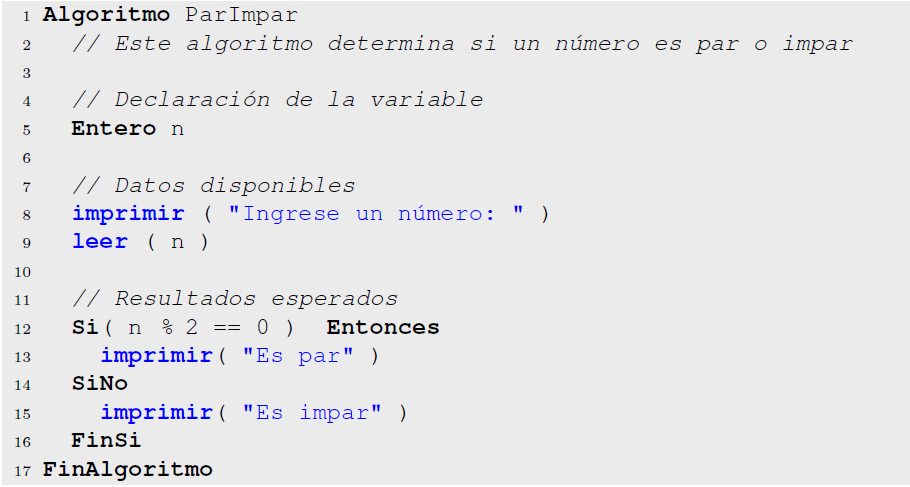 1 Algoritmo ParImpar
2 // Este algoritmo determina si un número es par o impar
3
4 // Declaración de la variable
5 Entero n
6
7 // Datos disponibles
8 imprimir ( "Ingrese un número: " )
9 leer ( n )
10
11 // Resultados esperados
12 Si( n % 2 == 0 ) Entonces
13 imprimir( "Es par" )
14 SiNo
15 imprimir( "Es impar" )
16 FinSi
17 FinAlgoritmo